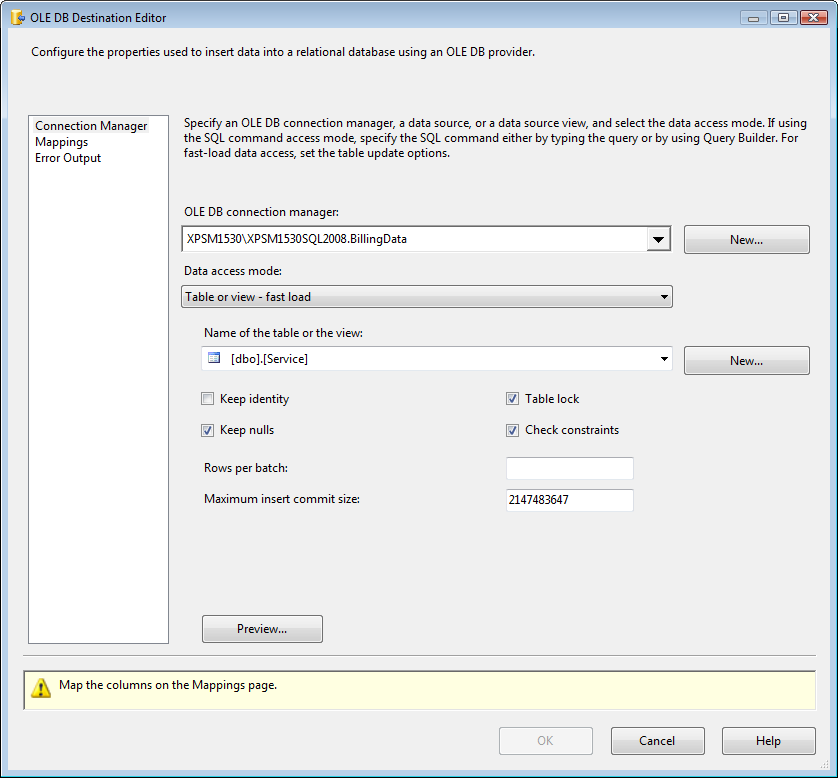 OLE DB Destination Editor
Configure the properties used to insert data into a relational database using an OLE DB provider.
Connection Manager
Mappings
Error Output
Specify an OLE DB connection manager, a data source, or a data source view, and select the data access mode. If using
the SQL command access mode, specify the SQL command either by typing the query or by using Query Builder. For
fast-load data access, set the table update options.
OLE DB connection manager:
XPSM1530\XPSM1530SQL2008.BillingData
New...
Data access mode:
Table or view - fast load
Name of the table or the view:
[dbo].[Service]
New...
Keep identity
Table lock
Keep nulls
Check constraints
Rows per batch:
Maximum insert commit size:
2147483647
Preview...
Map the columns on the Mappings page.
OK
Cancel
Help